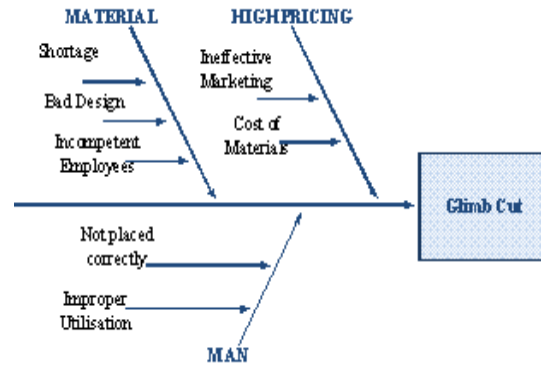 MATERIAL
HIGHPRICING
Shortage
Bad Design
Incompetent
Employees
Ineffective
Marketing
Cost of
Materials
Glimb Cut
Not placed
correctly
Improper
Utilisation
MAN